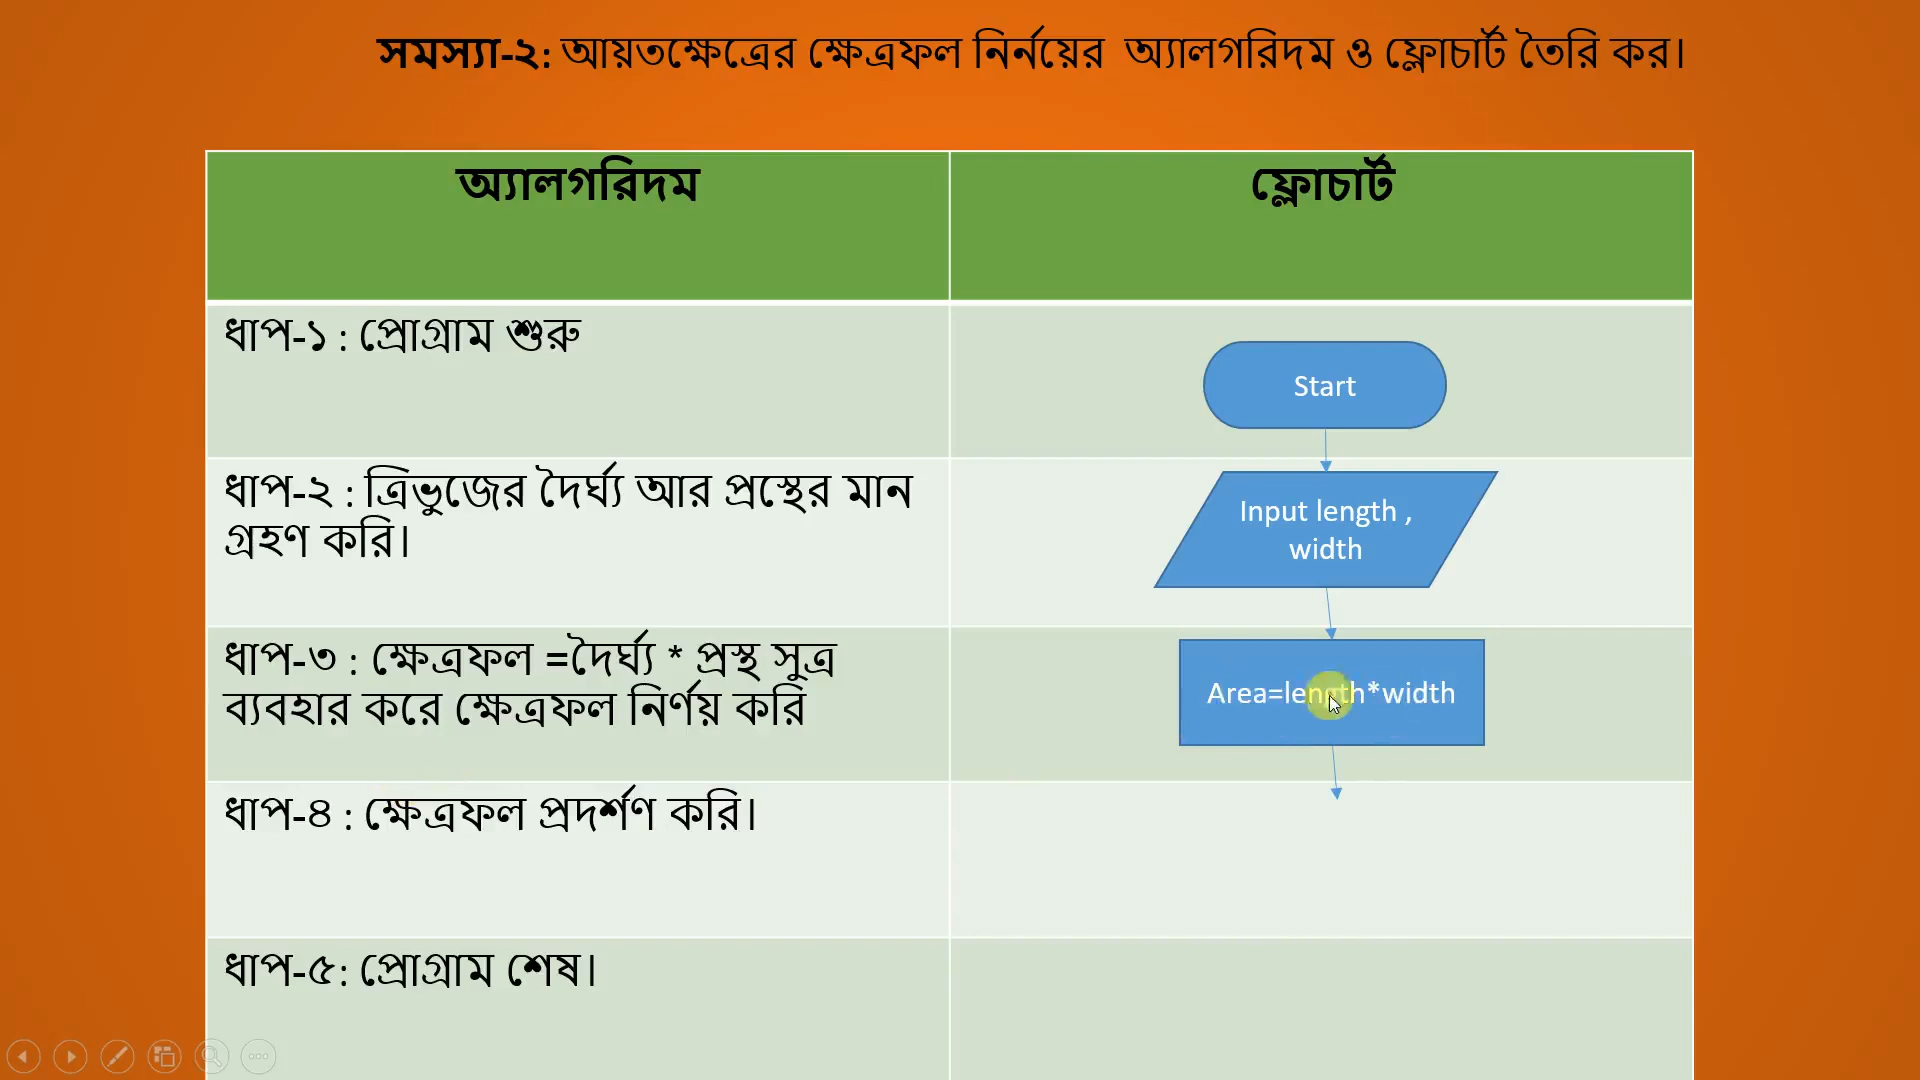 সমস্যা-২: আয়তক্ষেত্রের ক্ষেত্রফল নির্নয়ের অ্যালগরিদম ও ফ্লোচার্ট তৈরি কর।
অ্যালগরিদম
ফ্লোচার্ট
ধাপ-১ : প্রোগ্রাম শুরু
Start
ধাপ-২ : ত্রিভুজের দৈর্ঘ্য আর প্রস্থের মান
গ্রহণ করি।
Input length ,
width
ধাপ-৩ : ক্ষেত্রফল =দৈর্ঘ্য * প্রস্থ সুত্র
ব্যবহার করে ক্ষেত্রফল নির্ণয় করি
Area=length*width
ধাপ-৪ : ক্ষেত্রফল প্রদর্শণ করি।
ধাপ-৫: প্রোগ্রাম শেষ।